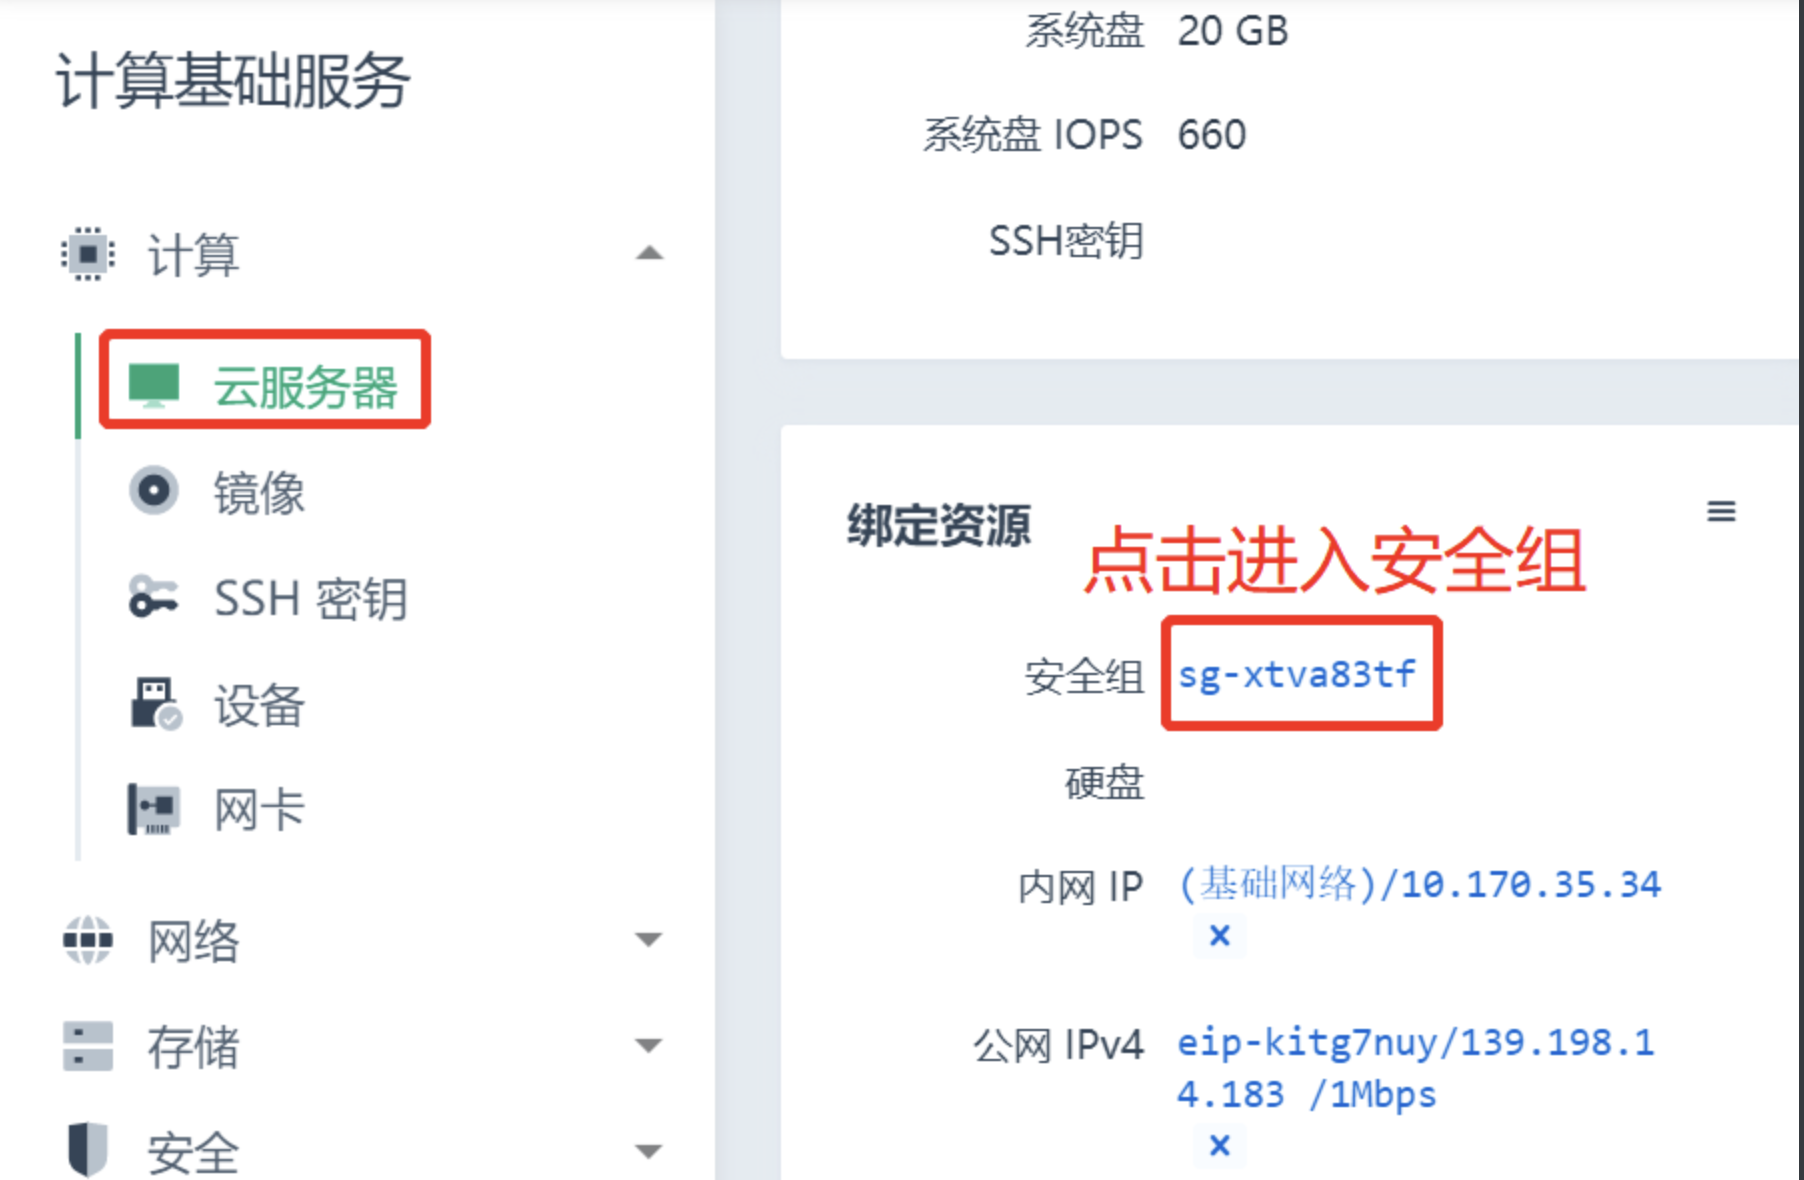 计算基础服务
计算
云服务器
镜像
SSH 密钥
设备
网卡
网络
存储
安全
系统盘 20 GB
系统盘 IOPS 660
SSH密钥
绑定资源
点击进入安全组
安全组 sg-xtva83tf
硬盘
内网 IP (基础网络)/10.170.35.34
×
公网 IPv4 eip-kitg7nuy/139.198.1
4.183 /1Mbps
×